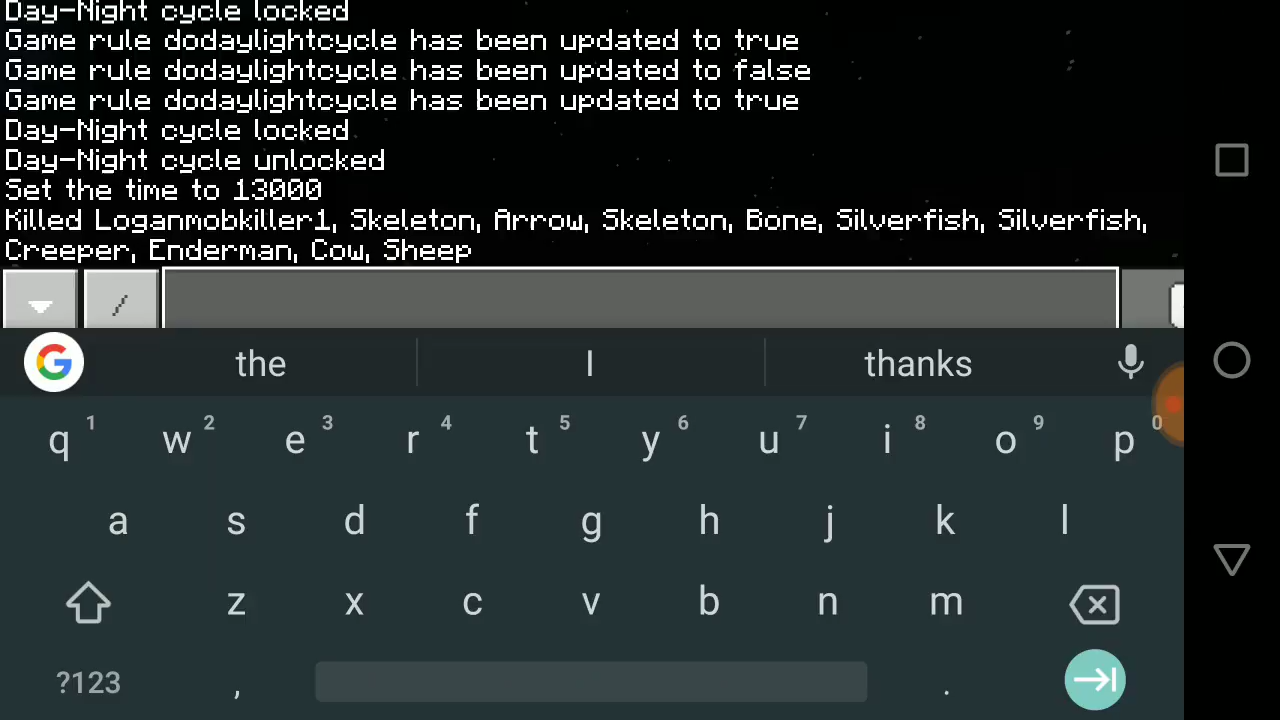 Day-Night cycle locked
Game rule dodaylightcycle has been updated to true
Game rule dodaylightcycle has been updated to false
Game rule dodaylightcycle has been updated to true
Day-Night cycle locked
Day-Night cycle unlocked
Set the time to 13000
Killed Loganmobkiller1, Skeleton, Arrow, Skeleton, Bone, Silverfish, Silverfish,
Creeper, Enderman, Cow, Sheep
/
G the I thanks
q 1 w 2 e 3 r 4 t 5 y 6 u 7 i 8 o 9 p 0
a s d f g h j k l
z x c v b n m
?123 , .